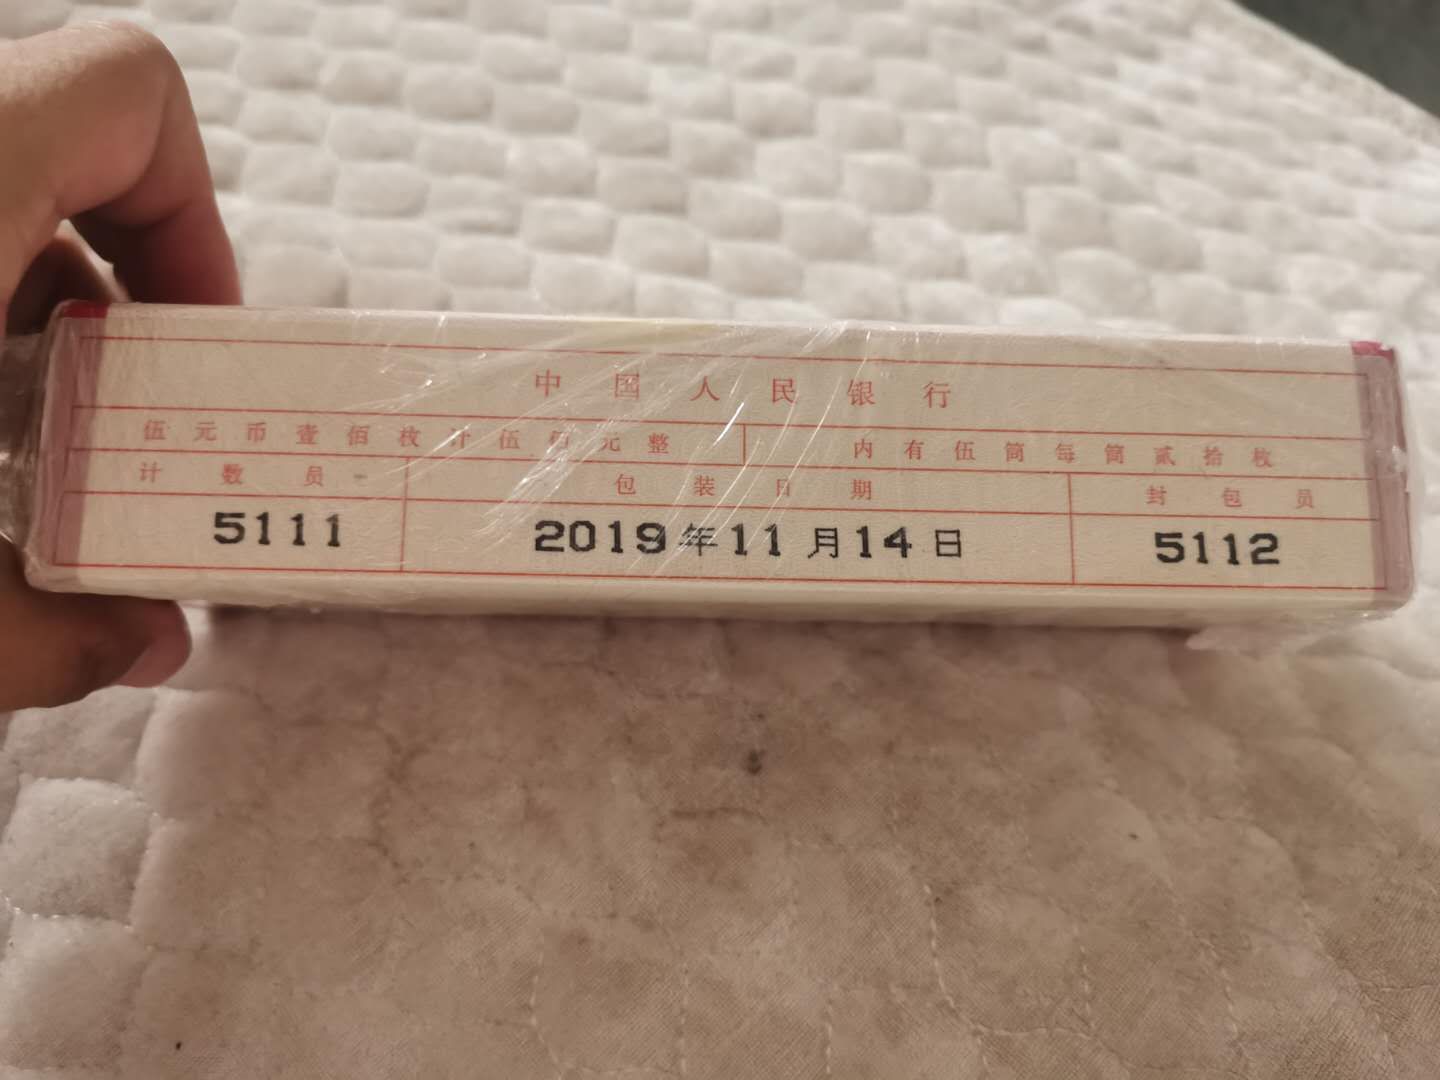 中国人民银行
伍元币壹佰枚计伍佰元整 内有伍筒每筒贰拾枚
计数员 包装日期 封包员
5111 2019年11月14日 5112